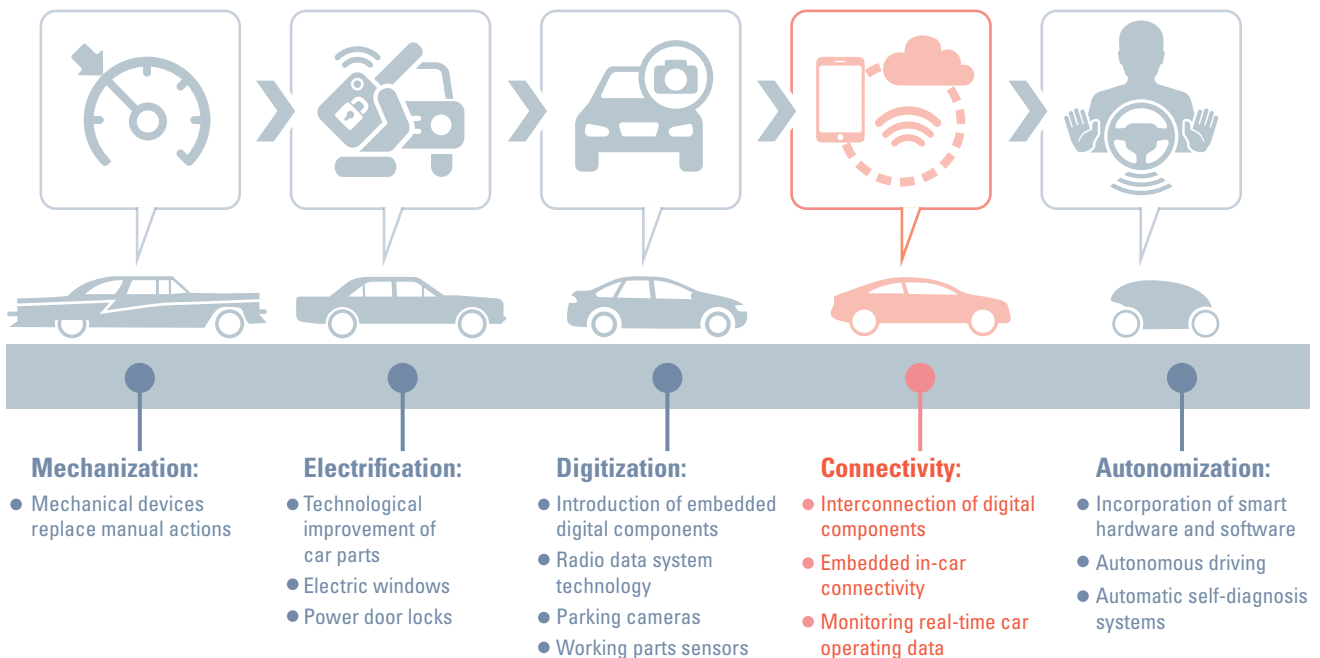 Mechanization:
Mechanical devices
replace manual actions
Electrification:
Technological
improvement of
car parts
Electric windows
Power door locks
Digitization:
Introduction of embedded
digital components
Radio data system
technology
Parking cameras
Working parts sensors
Connectivity:
Interconnection of digital
components
Embedded in-car
connectivity
Monitoring real-time car
operating data
Autonomization:
Incorporation of smart
hardware and software
Autonomous driving
Automatic self-diagnosis
systems